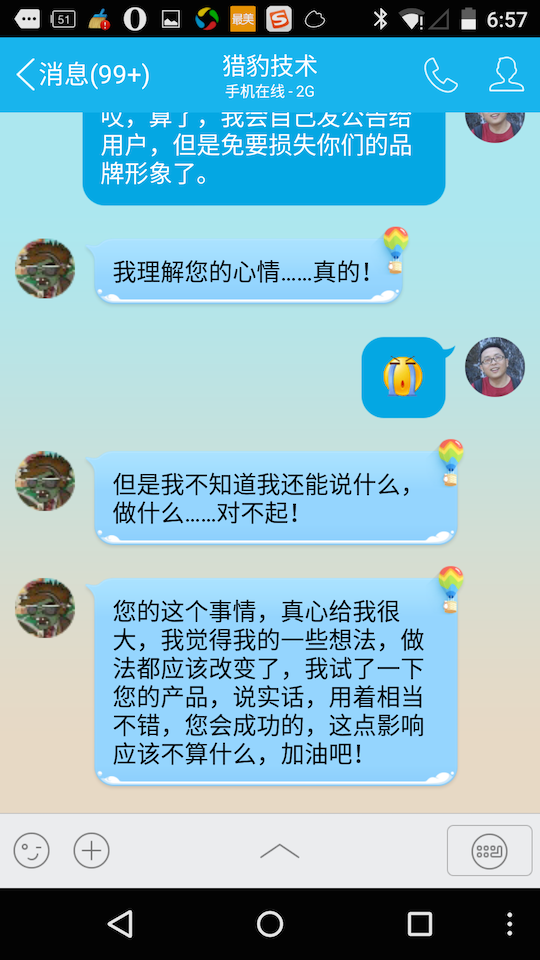 51
最美
6:57
消息(99+)
猎豹技术
手机在线 - 2G
哎，算了，我会自己发公告给
用户，但是免要损失你们的品
牌形象了。
我理解您的心情……真的！
但是我不知道我还能说什么，
做什么……对不起！
您的这个事情，真心给我很
大，我觉得我的一些想法，做
法都应该改变了，我试了一下
您的产品，说实话，用着相当
不错，您会成功的，这点影响
应该不算什么，加油吧！